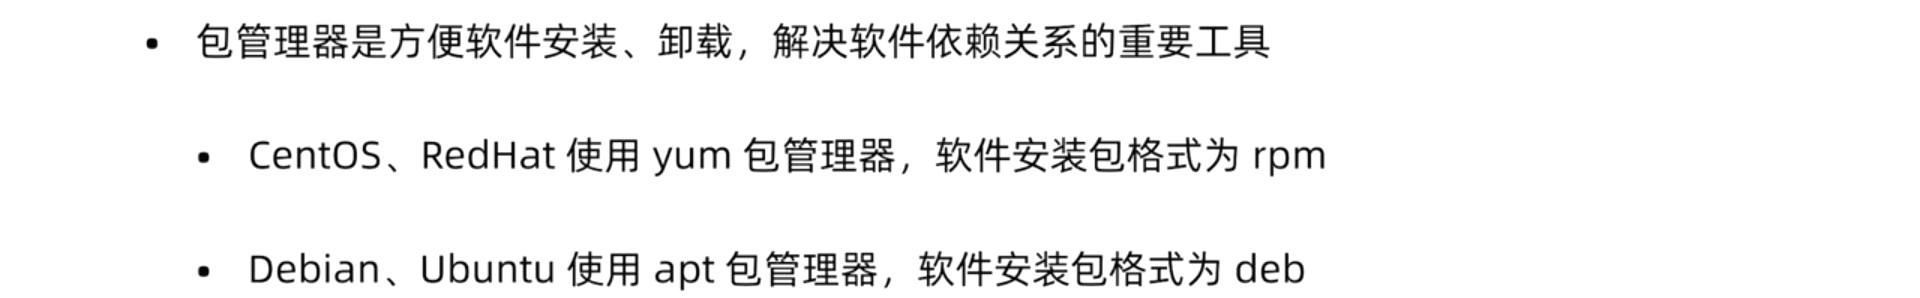 • 包管理器是方便软件安装、卸载，解决软件依赖关系的重要工具
• CentOS、RedHat 使用 yum 包管理器，软件安装包格式为 rpm
• Debian、Ubuntu 使用 apt 包管理器，软件安装包格式为 deb